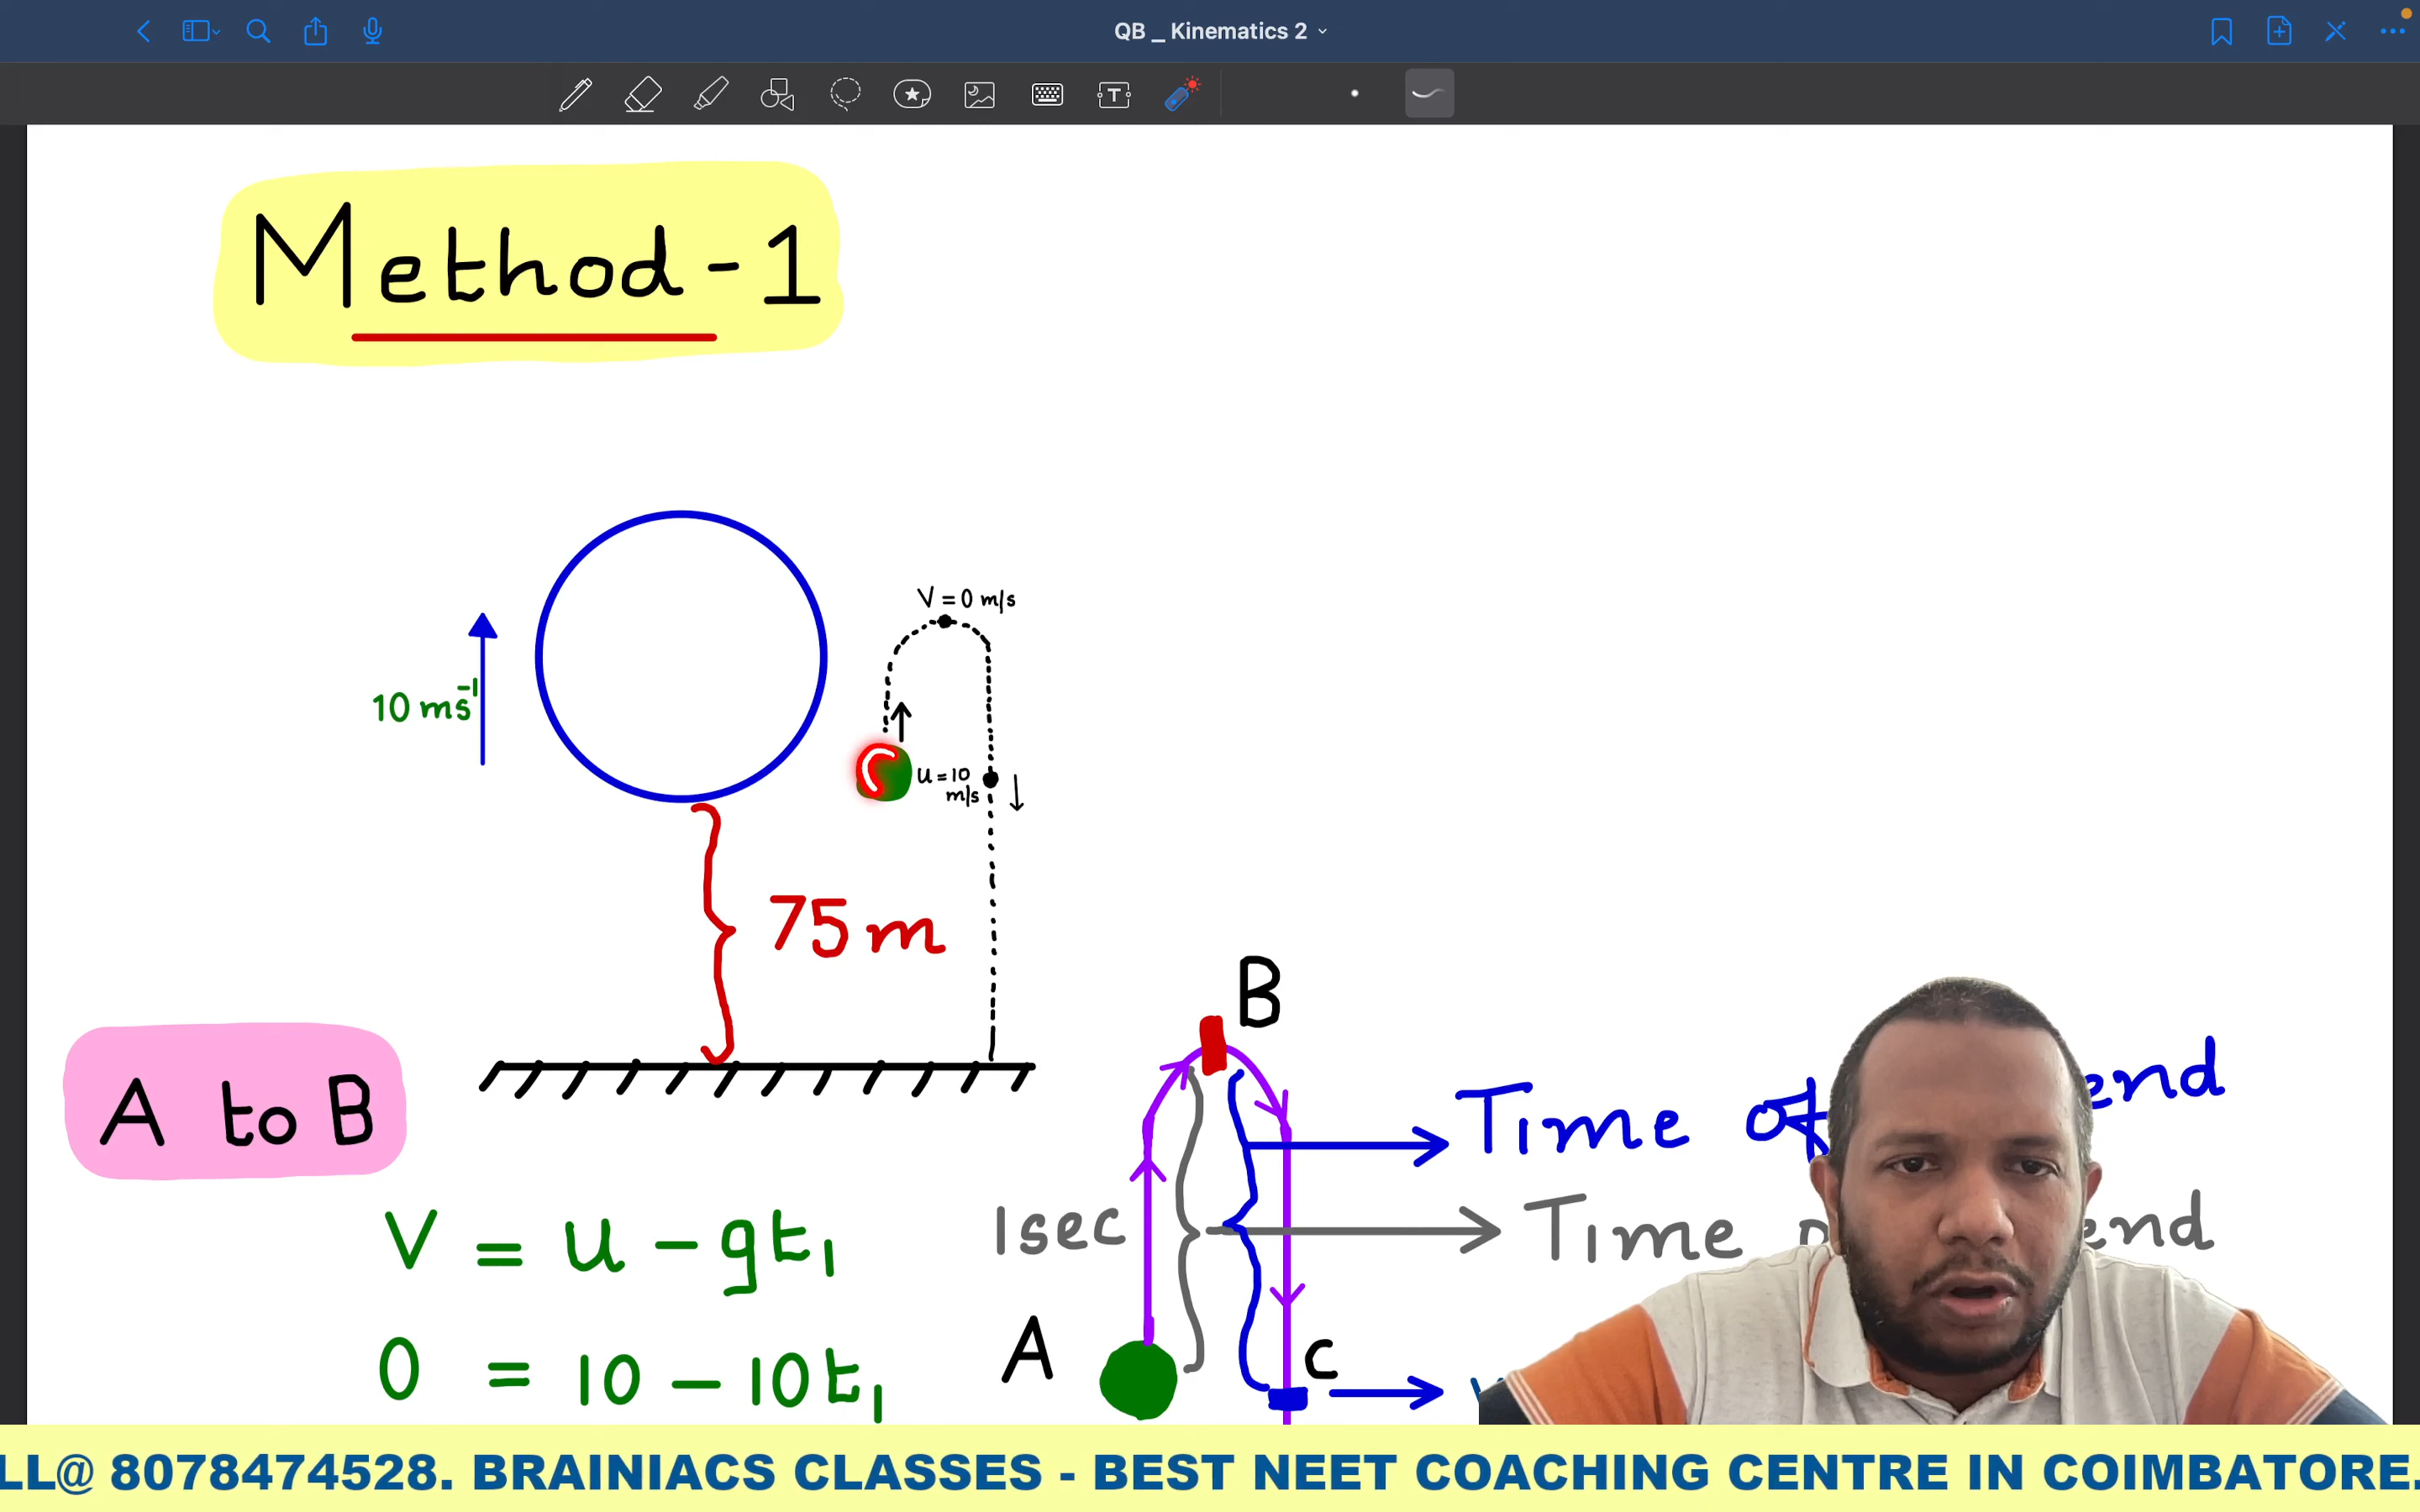 QB _ Kinematics 2
Method-1
V = 0 m/s
10 ms⁻¹
u = 10
m/s
75 m
B
A to B
Time of end
1sec
Time end
V = u - gt₁
A
C
0 = 10 - 10t₁
LL@ 8078474528. BRAINIACS CLASSES - BEST NEET COACHING CENTRE IN COIMBATORE.